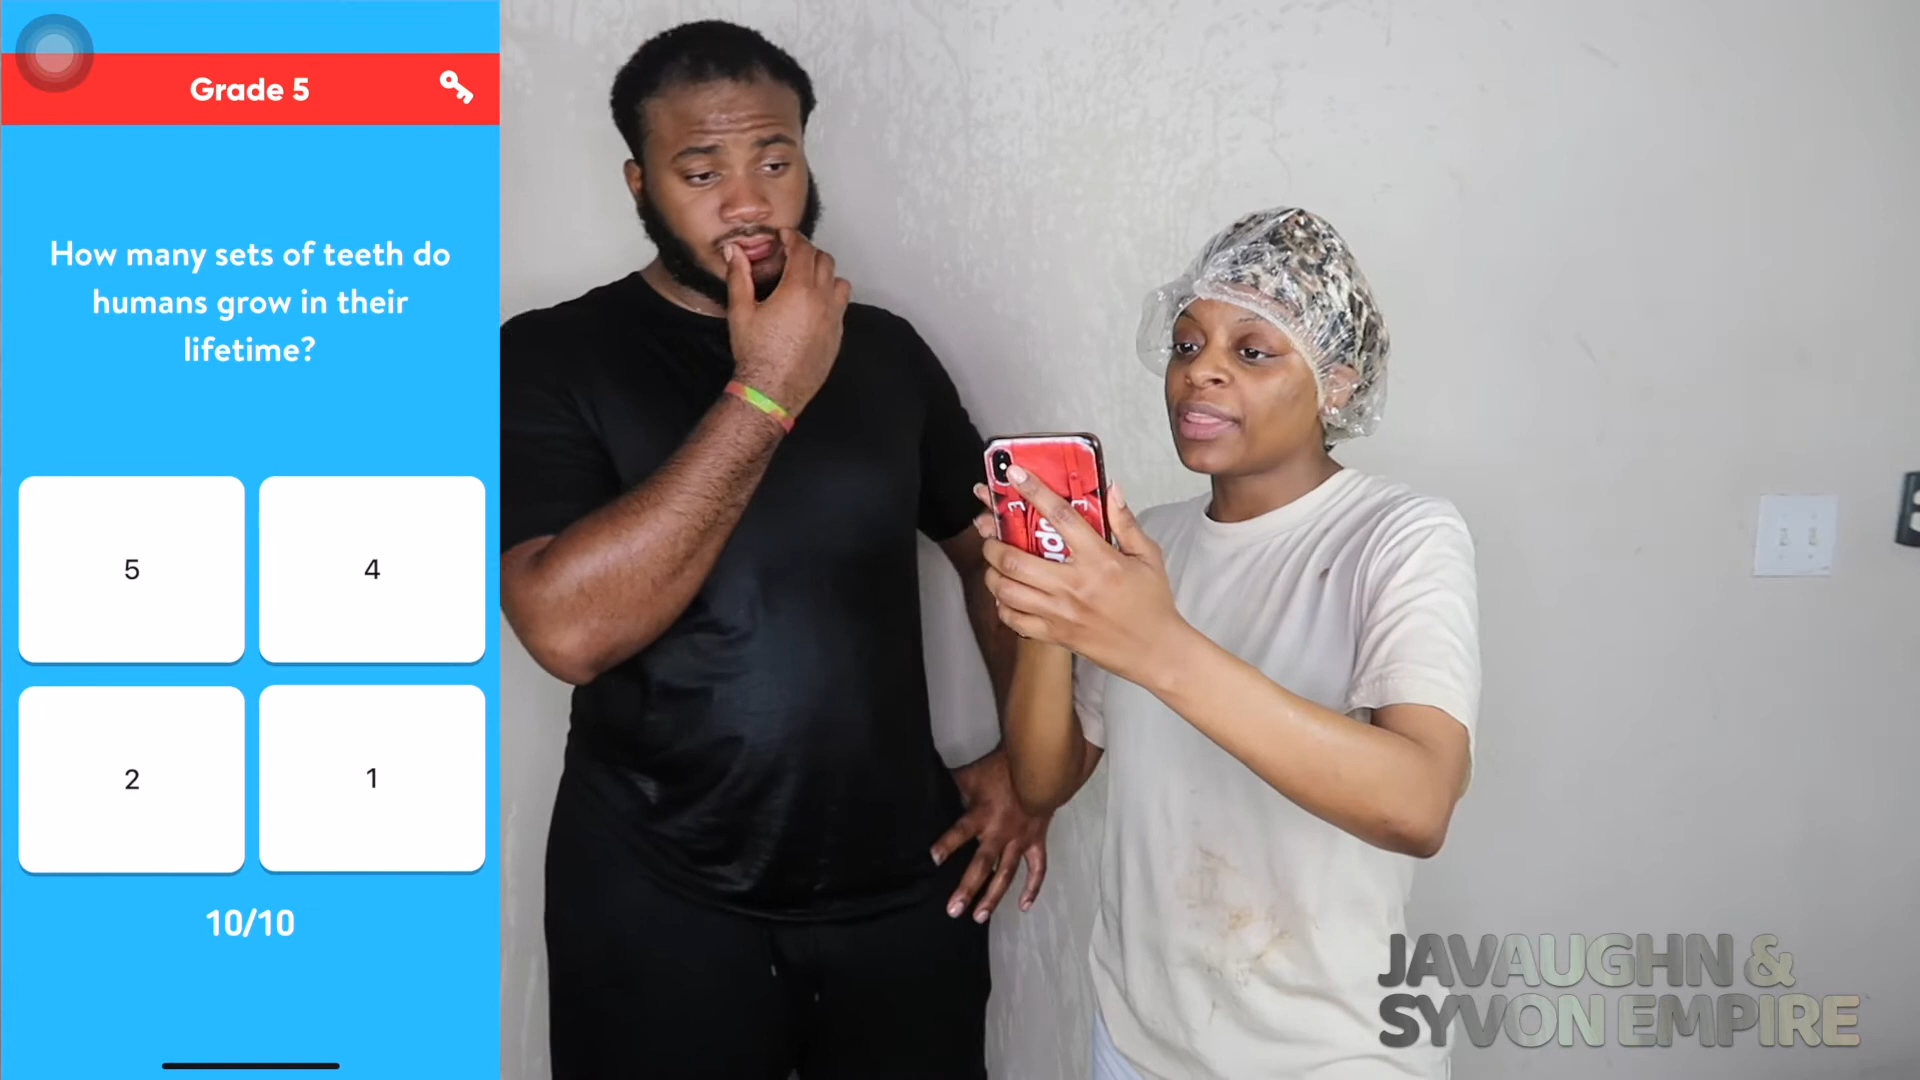 Grade 5
How many sets of teeth do
humans grow in their
lifetime?
5
4
2
1
10/10
JAVAUGHN &
SYVON EMPIRE